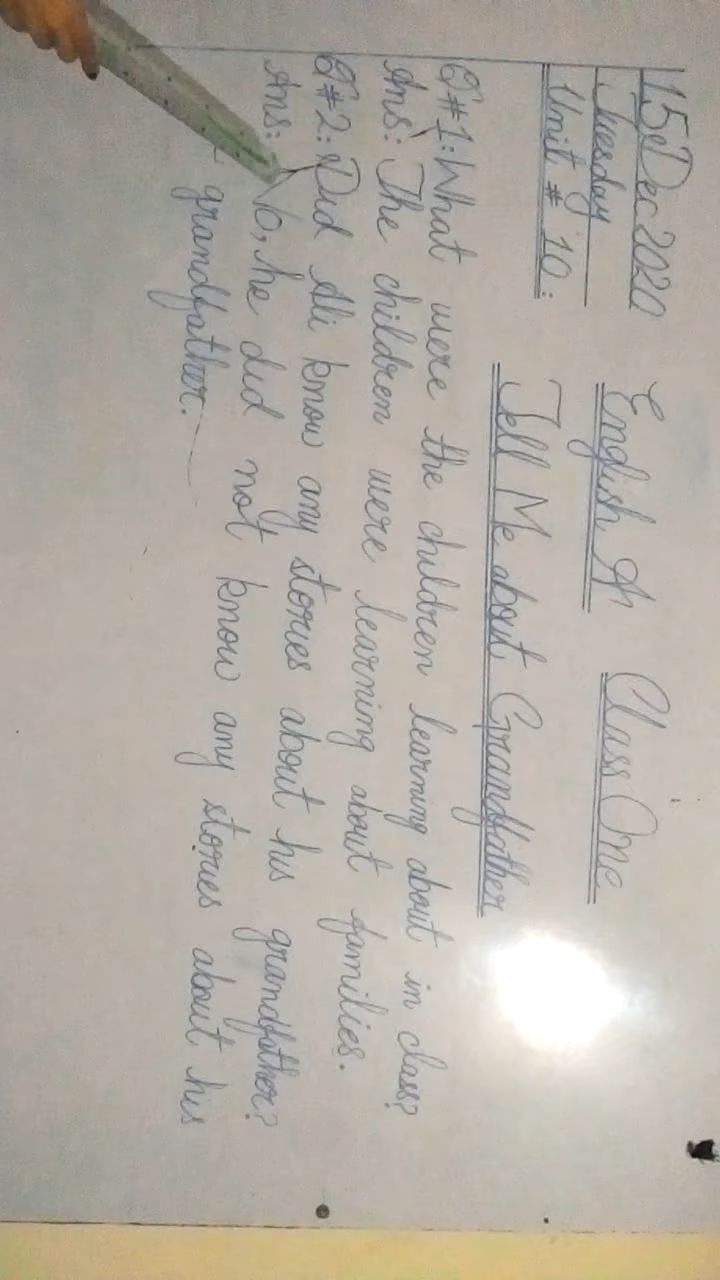 15 Dec 2020 English A Class One
Tuesday
Unit # 10: Tell Me about Grandfather
Q#1: What were the children learning about in class?
Ans: The children were learning about families.
Q#2: Did Ali know any stories about his grandfather?
Ans: No, he did not know any stories about his
grandfather.